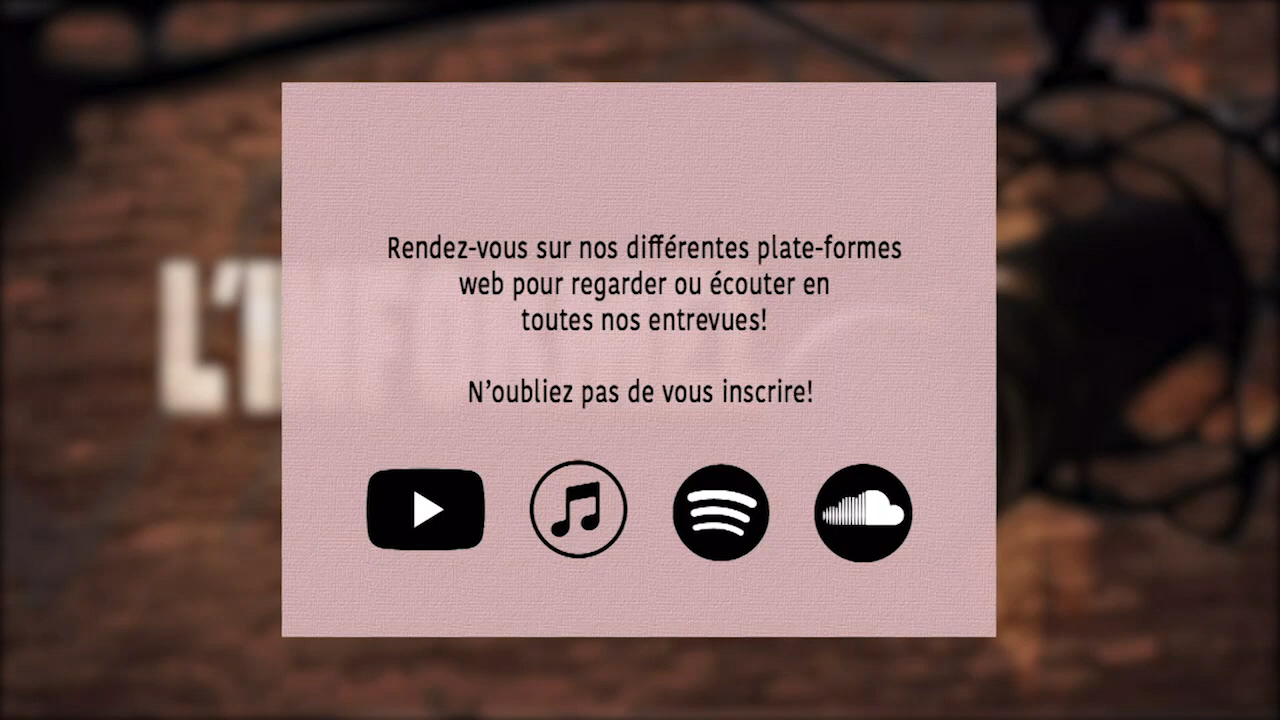 Rendez-vous sur nos différentes plate-formes
web pour regarder ou écouter en
toutes nos entrevues!
N’oubliez pas de vous inscrire!